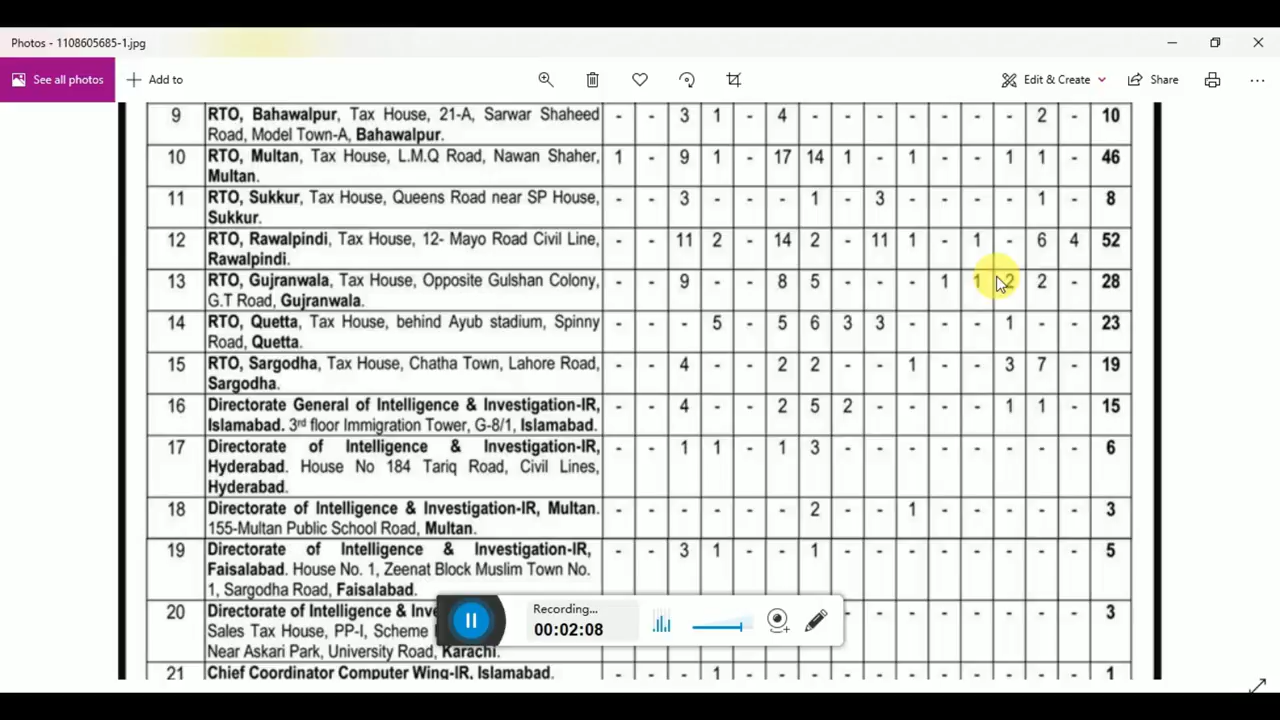 Photos - 1108605685-1.jpg
See all photos
Add to
Edit & Create
Share
9 RTO, Bahawalpur, Tax House, 21-A, Sarwar Shaheed - - 3 1 - 4 - - - - - - - 2 - 10
Road, Model Town-A, Bahawalpur.
10 RTO, Multan, Tax House, L.M.Q Road, Nawan Shaher, 1 - 9 1 - 17 14 1 - 1 - - 1 1 - 46
Multan.
11 RTO, Sukkur, Tax House, Queens Road near SP House, - - 3 - - - 1 - 3 - - - - 1 - 8
Sukkur.
12 RTO, Rawalpindi, Tax House, 12- Mayo Road Civil Line, - - 11 2 - 14 2 - 11 1 - 1 - 6 4 52
Rawalpindi.
13 RTO, Gujranwala, Tax House, Opposite Gulshan Colony, - - 9 - - 8 5 - - - 1 1 2 2 - 28
G.T Road, Gujranwala.
14 RTO, Quetta, Tax House, behind Ayub stadium, Spinny - - - 5 - 5 6 3 3 - - - 1 - - 23
Road, Quetta.
15 RTO, Sargodha, Tax House, Chatha Town, Lahore Road, - - 4 - - 2 2 - - 1 - - 3 7 - 19
Sargodha.
16 Directorate General of Intelligence & Investigation-IR, - - 4 - - 2 5 2 - - - - 1 1 - 15
Islamabad. 3rd floor Immigration Tower, G-8/1, Islamabad.
17 Directorate of Intelligence & Investigation-IR, - - 1 1 - 1 3 - - - - - - - - 6
Hyderabad. House No 184 Tariq Road, Civil Lines,
Hyderabad.
18 Directorate of Intelligence & Investigation-IR, Multan. - - - - - - 2 - - 1 - - - - - 3
155-Multan Public School Road, Multan.
19 Directorate of Intelligence & Investigation-IR, - - 3 1 - - 1 - - - - - - - - 5
Faisalabad. House No. 1, Zeenat Block Muslim Town No.
1, Sargodha Road, Faisalabad.
20 Directorate of Intelligence & - - - - - - - - 3
Sales Tax House, PP-I, Scheme
Near Askari Park, University Road, Karachi.
21 Chief Coordinator Computer Wing-IR, Islamabad. - - - 1 - - - - - - - - - - - 1
Recording...
00:02:08